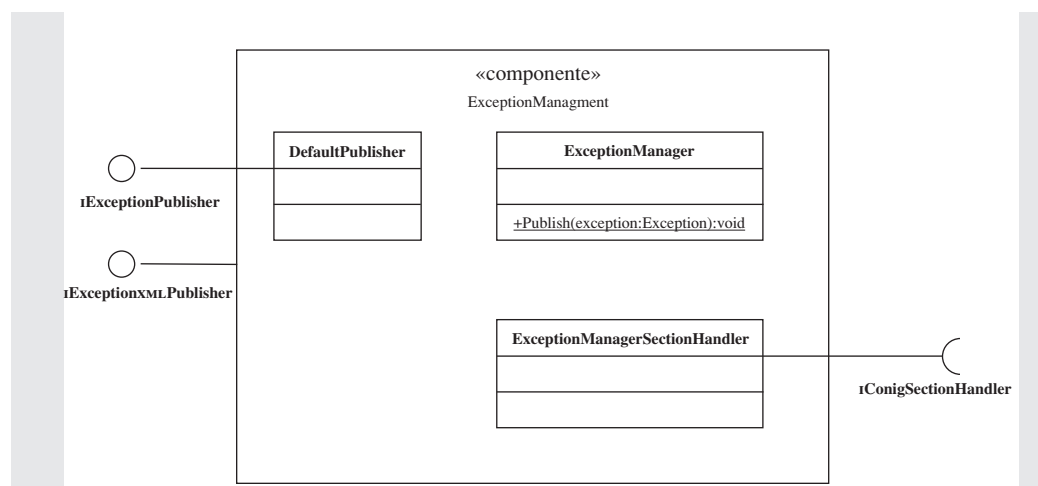 «componente»
ExceptionManagment
DefaultPublisher
ExceptionManager
+Publish(exception:Exception):void
IExceptionPublisher
IExceptionXMLPublisher
ExceptionManagerSectionHandler
IConigSectionHandler